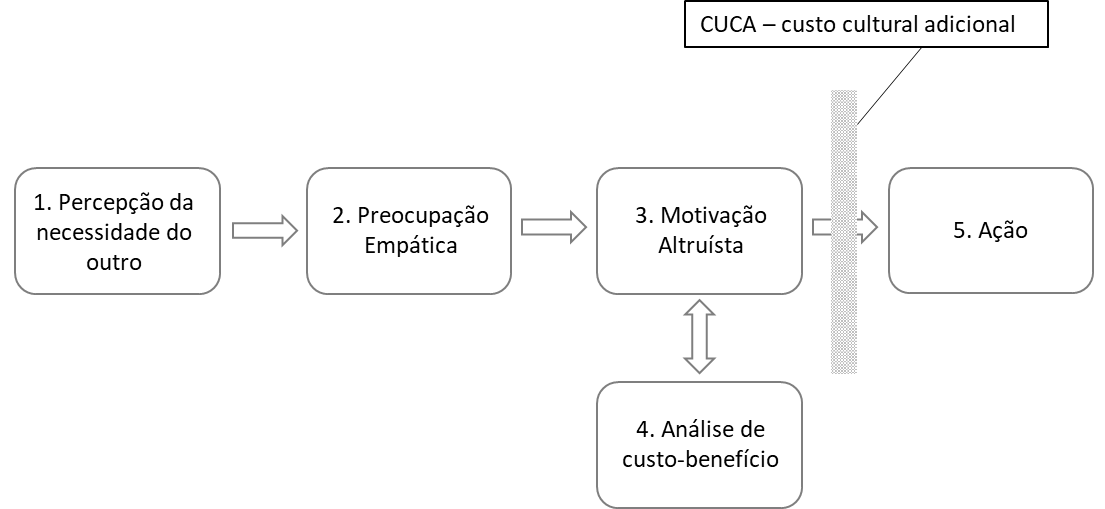 CUCA – custo cultural adicional
1. Percepção da
necessidade do
outro
2. Preocupação
Empática
3. Motivação
Altruísta
5. Ação
4. Análise de
custo-benefício